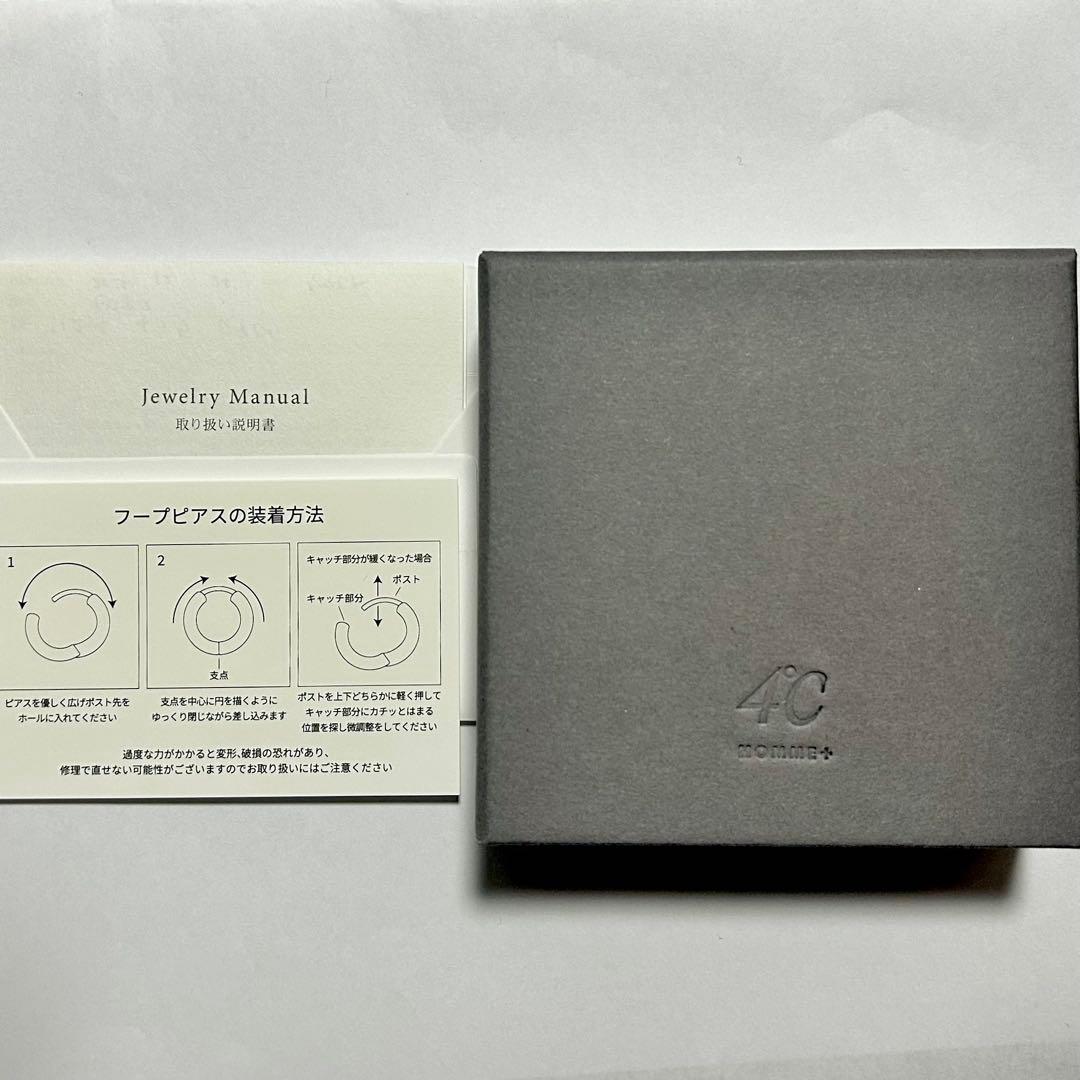 Jewelry Manual
取り扱い説明書
フープピアスの装着方法
1
ピアスを優しく広げポスト先を
ホールに入れてください
2
支点
支点を中心に円を描くように
ゆっくり閉じながら差し込みます
キャッチ部分が緩くなった場合
ポスト
キャッチ部分
ポストを上下どちらかに軽く押して
キャッチ部分にカチッとはまる
位置を探し微調整をしてください
過度な力がかかると変形、破損の恐れがあり、
修理で直せない可能性がございますのでお取り扱いにはご注意ください
4℃
HOMME+